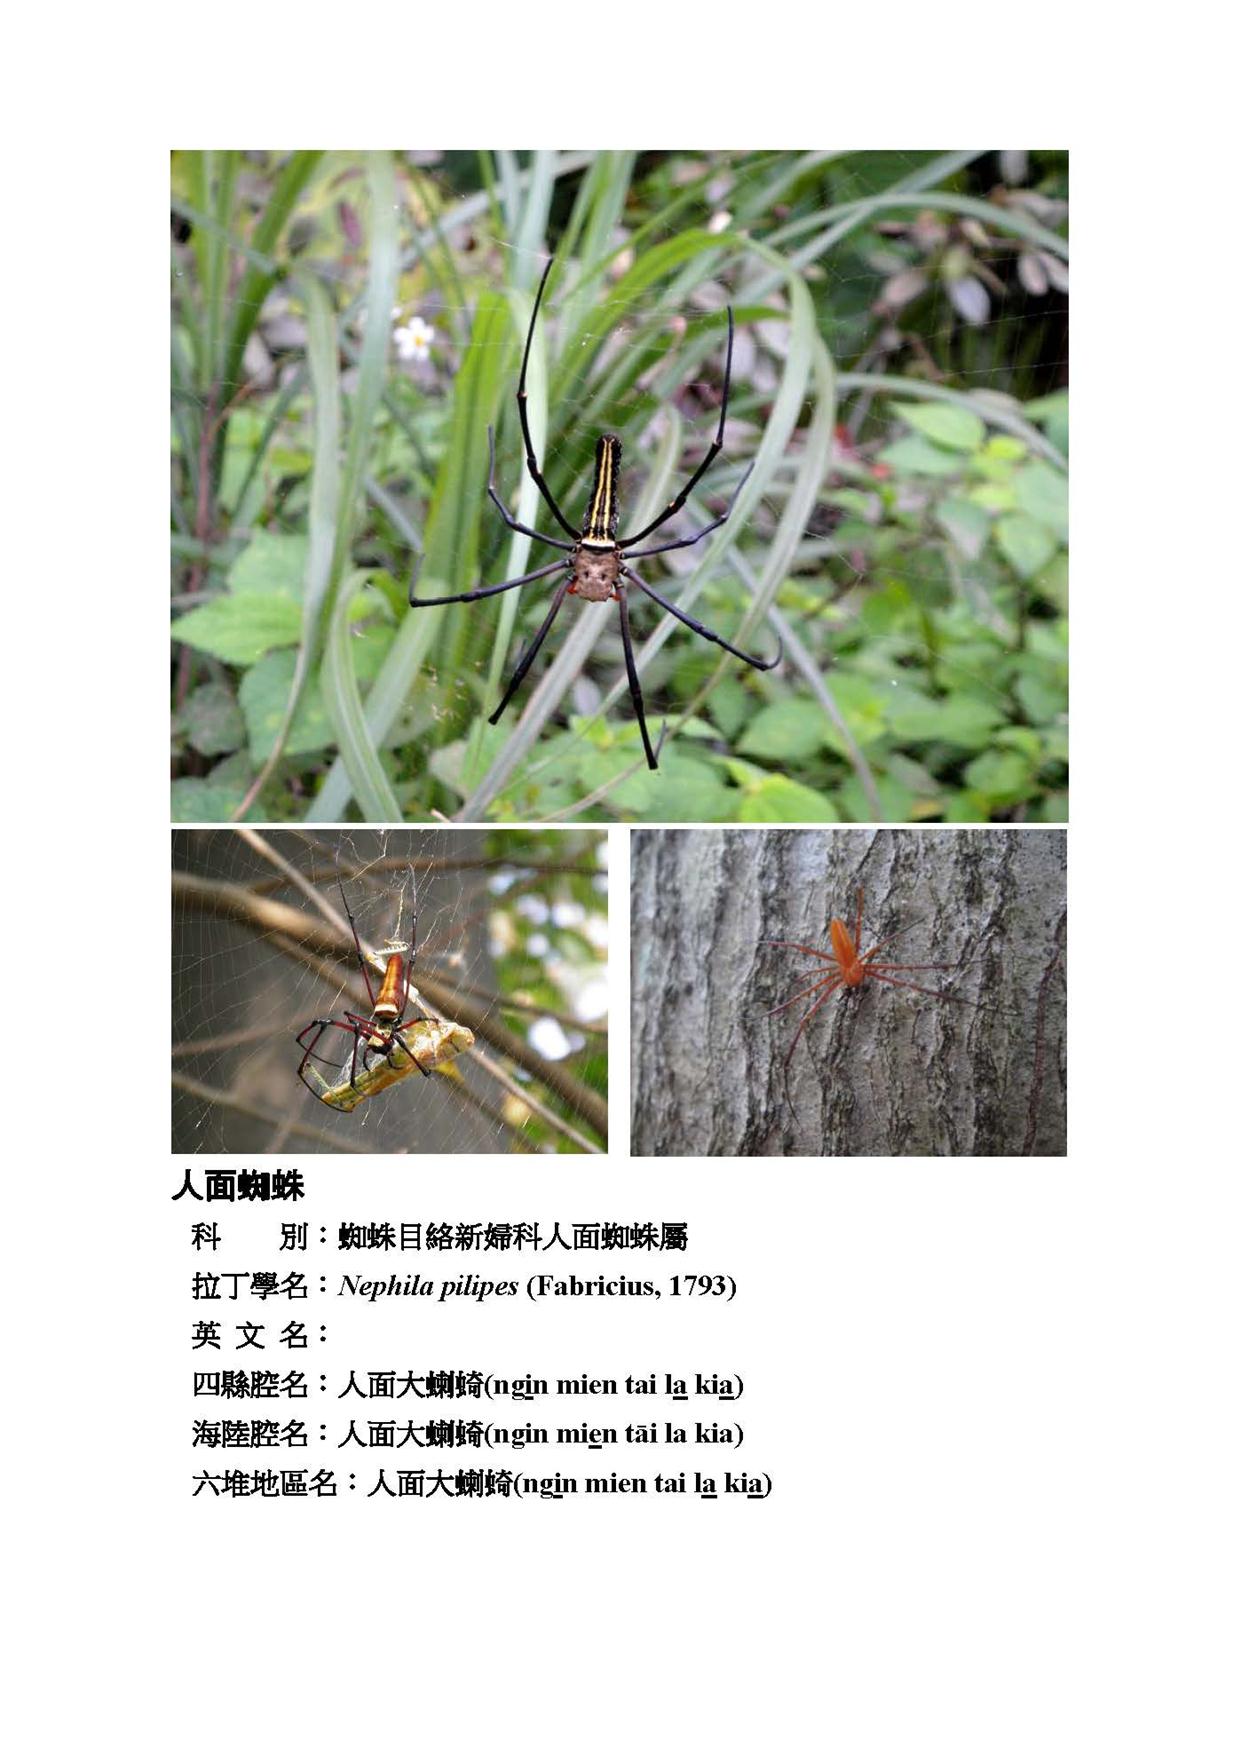 人面蜘蛛
科　　別：蜘蛛目絡新婦科人面蜘蛛屬
拉丁學名：Nephila pilipes (Fabricius, 1793)
英 文 名：
四縣腔名：人面大蝲蜞(ngin mien tai la kia)
海陸腔名：人面大蝲蜞(ngin mien tāi la kia)
六堆地區名：人面大蝲蜞(ngin mien tai la kia)